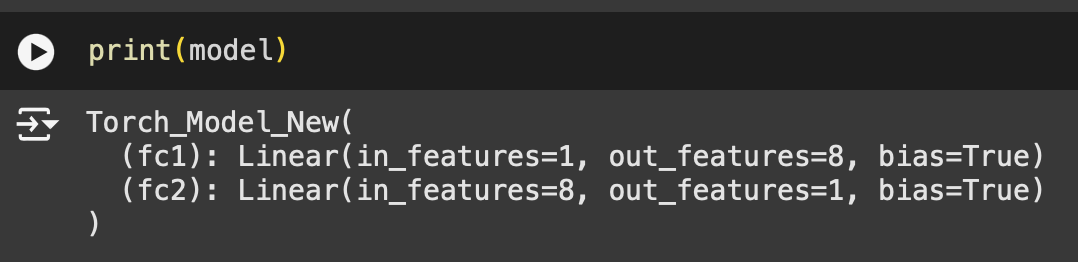 print(model)
Torch_Model_New(
  (fc1): Linear(in_features=1, out_features=8, bias=True)
  (fc2): Linear(in_features=8, out_features=1, bias=True)
)